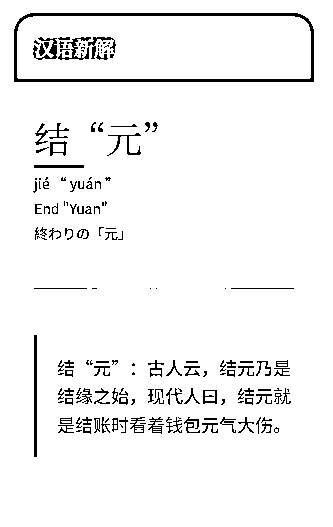 汉语新解
结“元”
jié “yuán”
End "Yuan"
終わりの「元」
结“元”：古人云，结元乃是
结缘之始，现代人曰，结元就
是结账时看着钱包元气大伤。